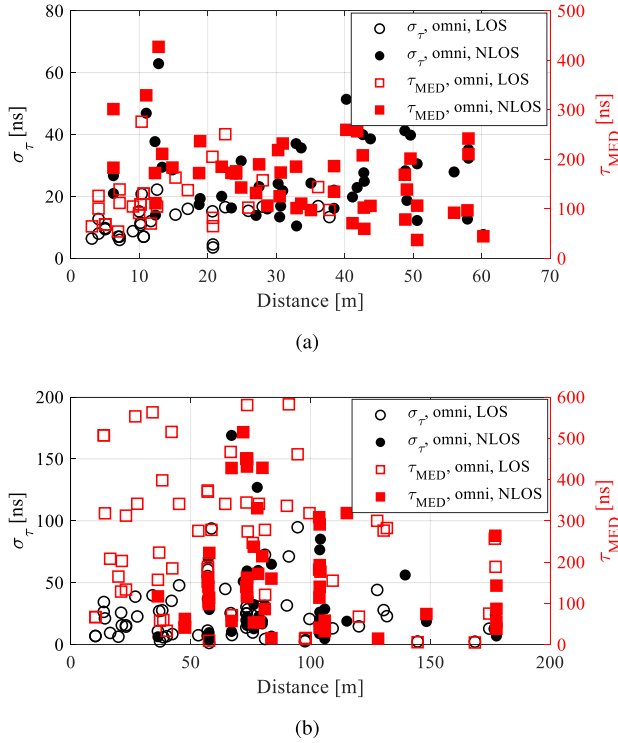 80
60
40
20
0
σ_τ [ns]
500
400
300
200
100
0
τ_MED [ns]
σ_τ, omni, LOS
σ_τ, omni, NLOS
τ_MED, omni, LOS
τ_MED, omni, NLOS
0 10 20 30 40 50 60 70
Distance [m]
(a)
200
150
100
50
0
σ_τ [ns]
600
500
400
300
200
100
0
τ_MED [ns]
σ_τ, omni, LOS
σ_τ, omni, NLOS
τ_MED, omni, LOS
τ_MED, omni, NLOS
0 50 100 150 200
Distance [m]
(b)